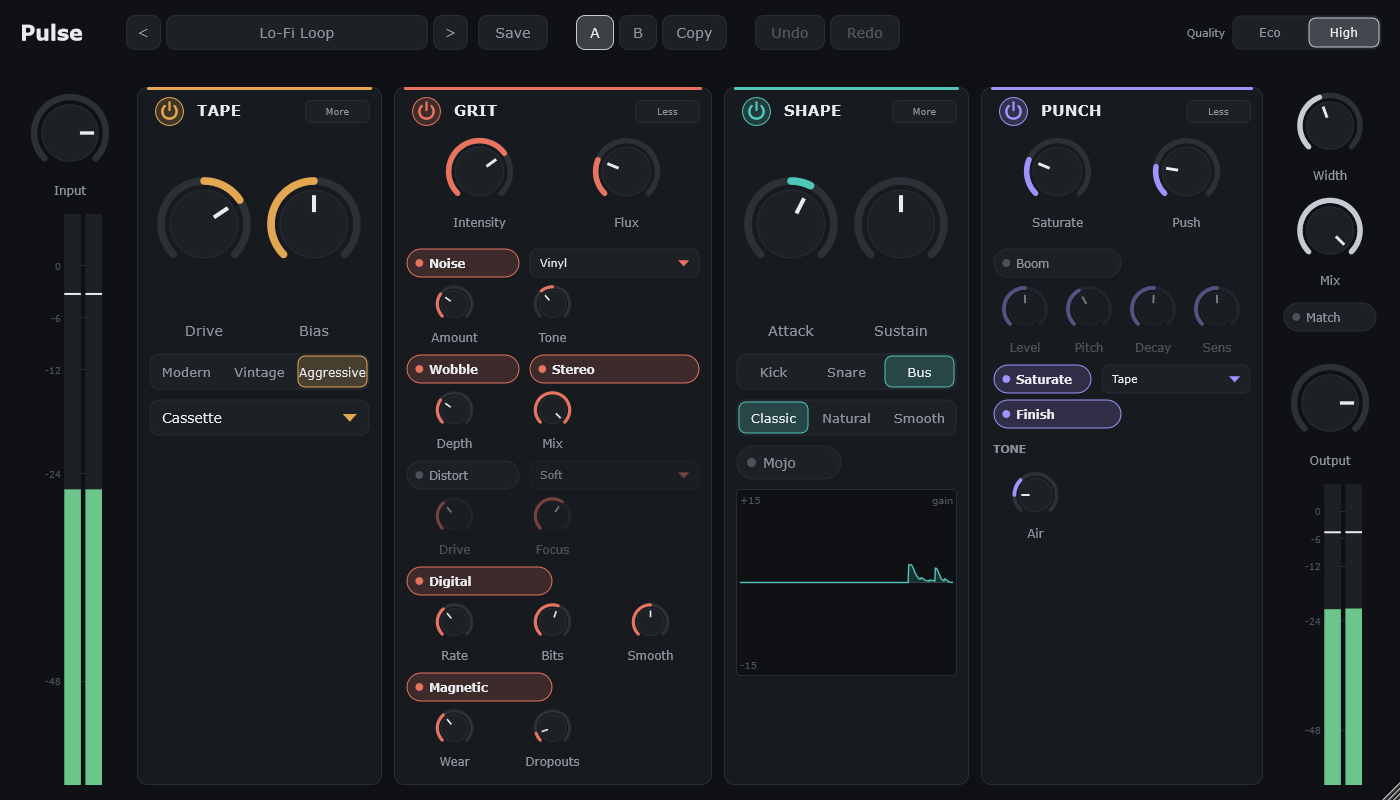 Pulse
<
Lo-Fi Loop
>
Save
A
B
Copy
Undo
Redo
Quality
Eco
High
Input
0
-6
-12
-24
-48
TAPE
More
Drive
Bias
Modern
Vintage
Aggressive
Cassette
GRIT
Less
Intensity
Flux
Noise
Vinyl
Amount
Tone
Wobble
Stereo
Depth
Mix
Distort
Soft
Drive
Focus
Digital
Rate
Bits
Smooth
Magnetic
Wear
Dropouts
SHAPE
More
Attack
Sustain
Kick
Snare
Bus
Classic
Natural
Smooth
Mojo
+15
gain
-15
PUNCH
Less
Saturate
Push
Boom
Level
Pitch
Decay
Sens
Saturate
Tape
Finish
TONE
Air
Width
Mix
Match
Output
0
-6
-12
-24
-48